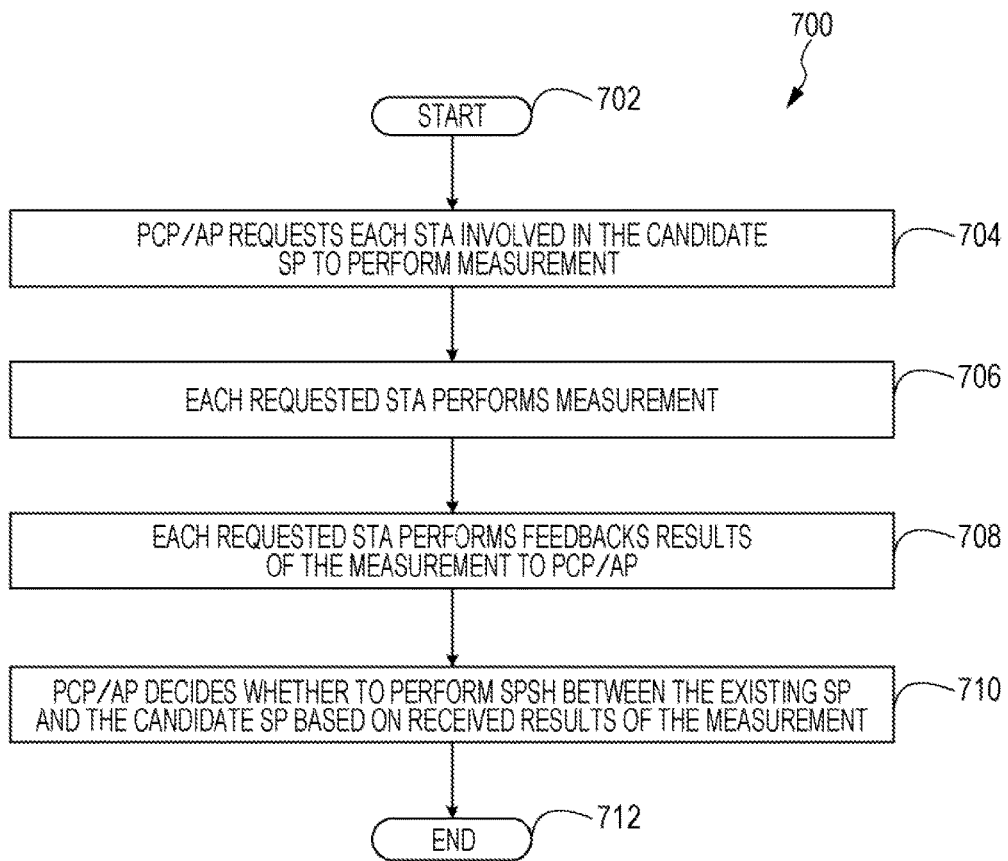 700
START
702
PCP/AP REQUESTS EACH STA INVOLVED IN THE CANDIDATE
SP TO PERFORM MEASUREMENT
704
EACH REQUESTED STA PERFORMS MEASUREMENT
706
EACH REQUESTED STA PERFORMS FEEDBACKS RESULTS
OF THE MEASUREMENT TO PCP/AP
708
PCP/AP DECIDES WHETHER TO PERFORM SPSH BETWEEN THE EXISTING SP
AND THE CANDIDATE SP BASED ON RECEIVED RESULTS OF THE MEASUREMENT
710
END
712